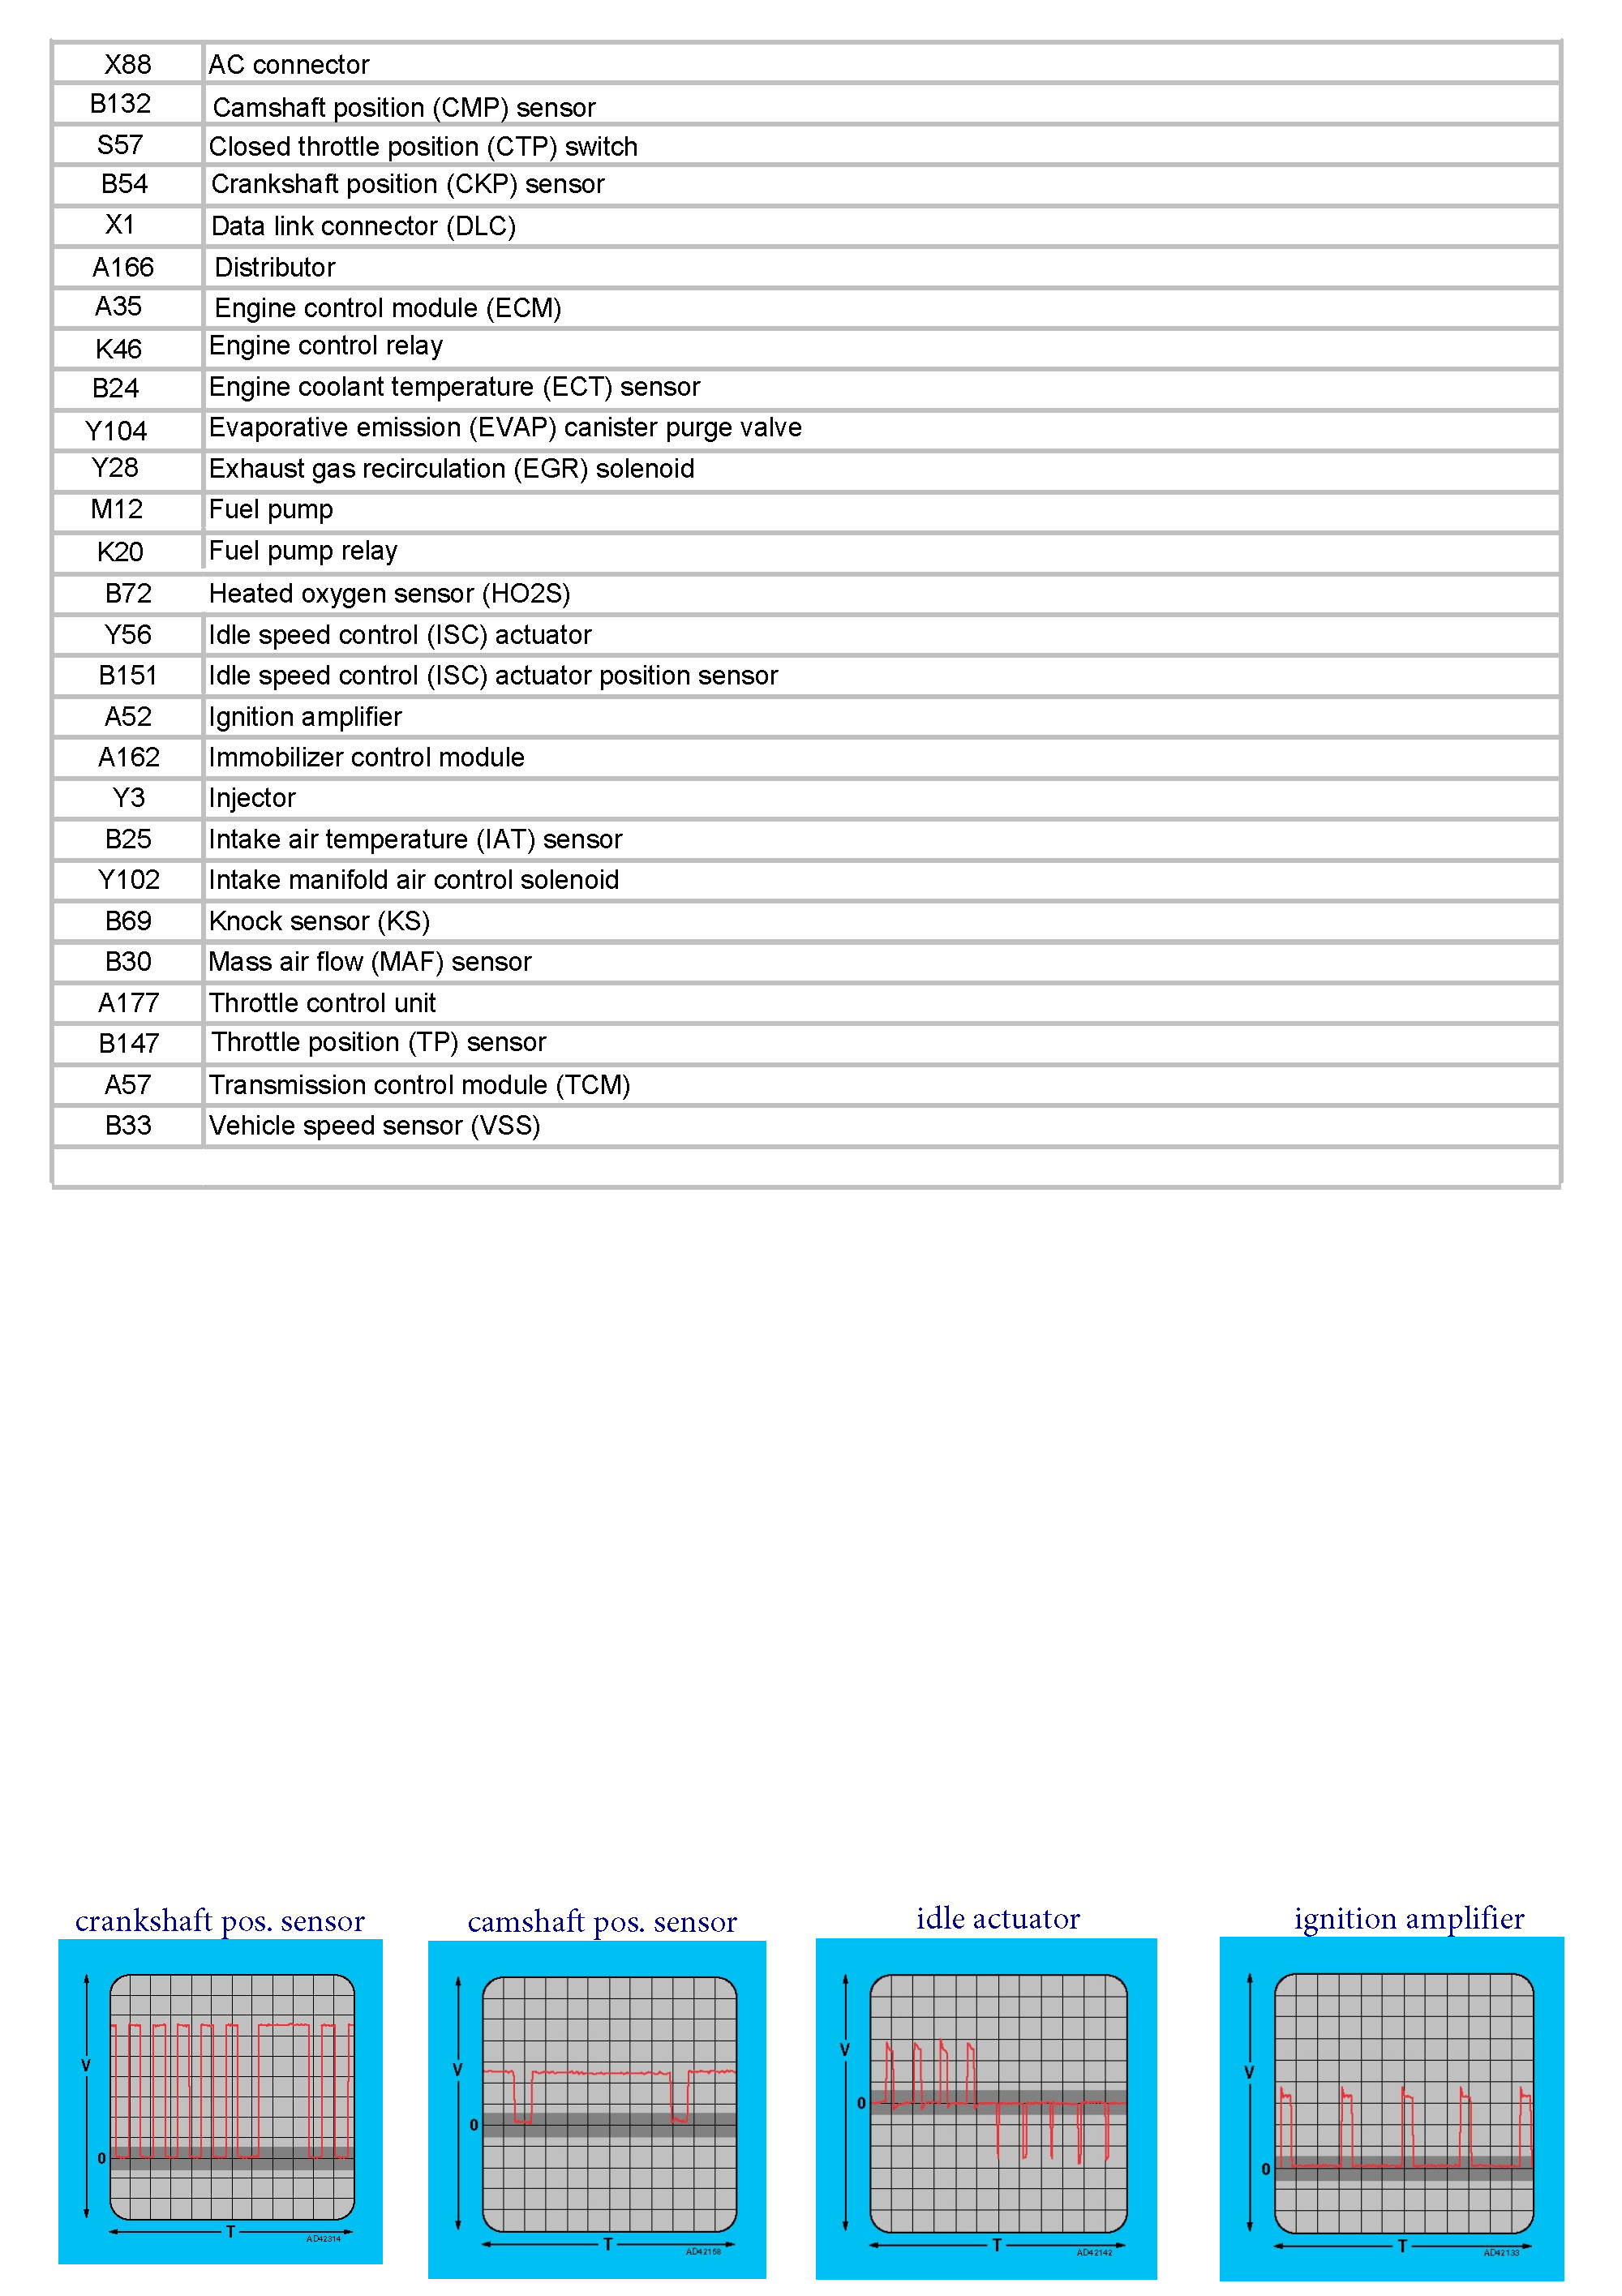 X88 AC connector
B132 Camshaft position (CMP) sensor
S57 Closed throttle position (CTP) switch
B54 Crankshaft position (CKP) sensor
X1 Data link connector (DLC)
A166 Distributor
A35 Engine control module (ECM)
K46 Engine control relay
B24 Engine coolant temperature (ECT) sensor
Y104 Evaporative emission (EVAP) canister purge valve
Y28 Exhaust gas recirculation (EGR) solenoid
M12 Fuel pump
K20 Fuel pump relay
B72 Heated oxygen sensor (HO2S)
Y56 Idle speed control (ISC) actuator
B151 Idle speed control (ISC) actuator position sensor
A52 Ignition amplifier
A162 Immobilizer control module
Y3 Injector
B25 Intake air temperature (IAT) sensor
Y102 Intake manifold air control solenoid
B69 Knock sensor (KS)
B30 Mass air flow (MAF) sensor
A177 Throttle control unit
B147 Throttle position (TP) sensor
A57 Transmission control module (TCM)
B33 Vehicle speed sensor (VSS)
crankshaft pos. sensor
V
0
T
AD42314
camshaft pos. sensor
V
0
T
AD42158
idle actuator
V
0
T
AD42142
ignition amplifier
V
0
T
AD42133